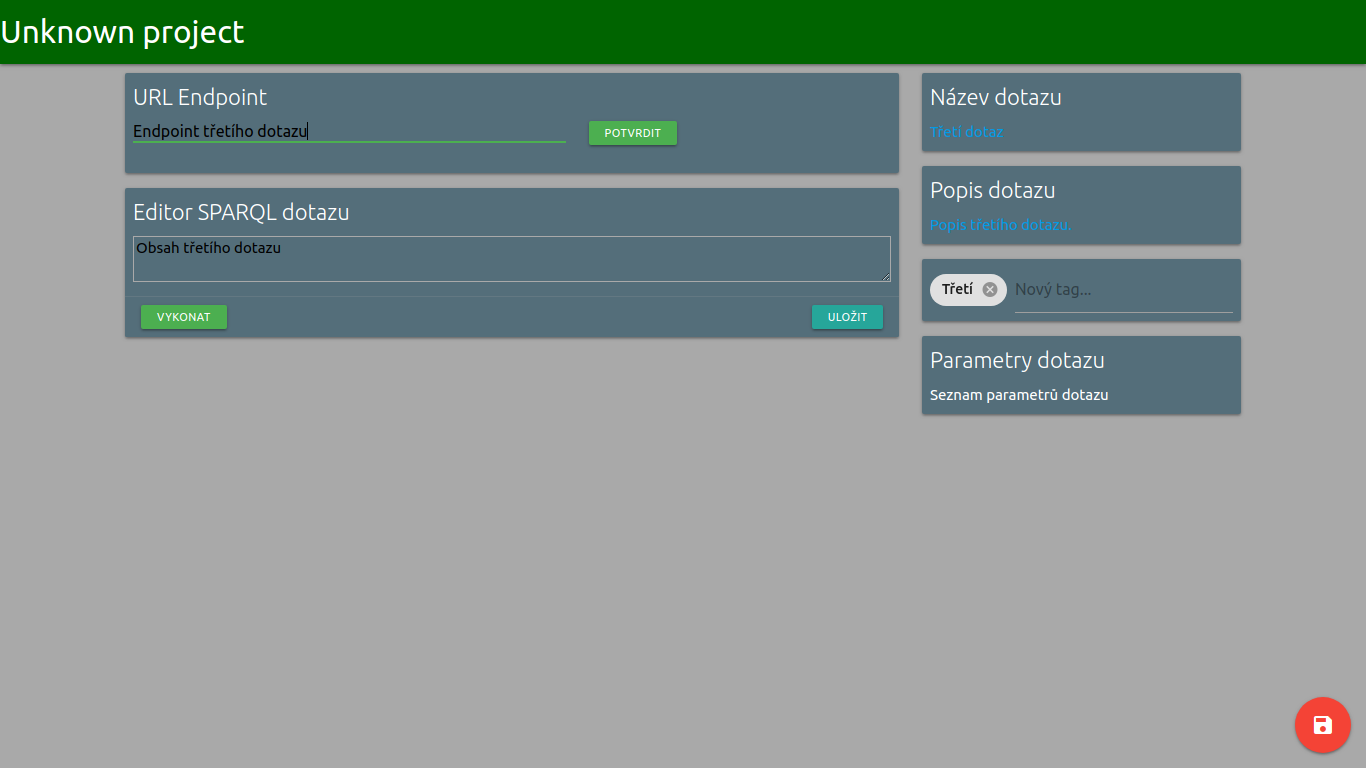 Unknown project
URL Endpoint
Endpoint třetího dotazu
POTVRDIT
Editor SPARQL dotazu
Obsah třetího dotazu
VYKONAT
ULOŽIT
Název dotazu
Třetí dotaz
Popis dotazu
Popis třetího dotazu.
Třetí
Nový tag...
Parametry dotazu
Seznam parametrů dotazu